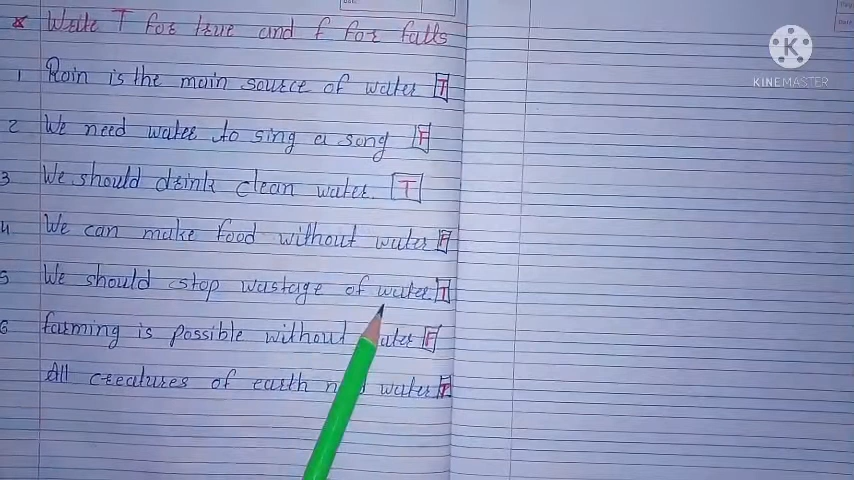 * Write T for true and f for falls
1 Rain is the main source of water T
2 We need water to sing a song F
3 We should drink clean water. T
4 We can make food without water F
5 We should stop wastage of water. T
6 farming is possible without water F
All creatures of earth need water
K
KINEMASTER